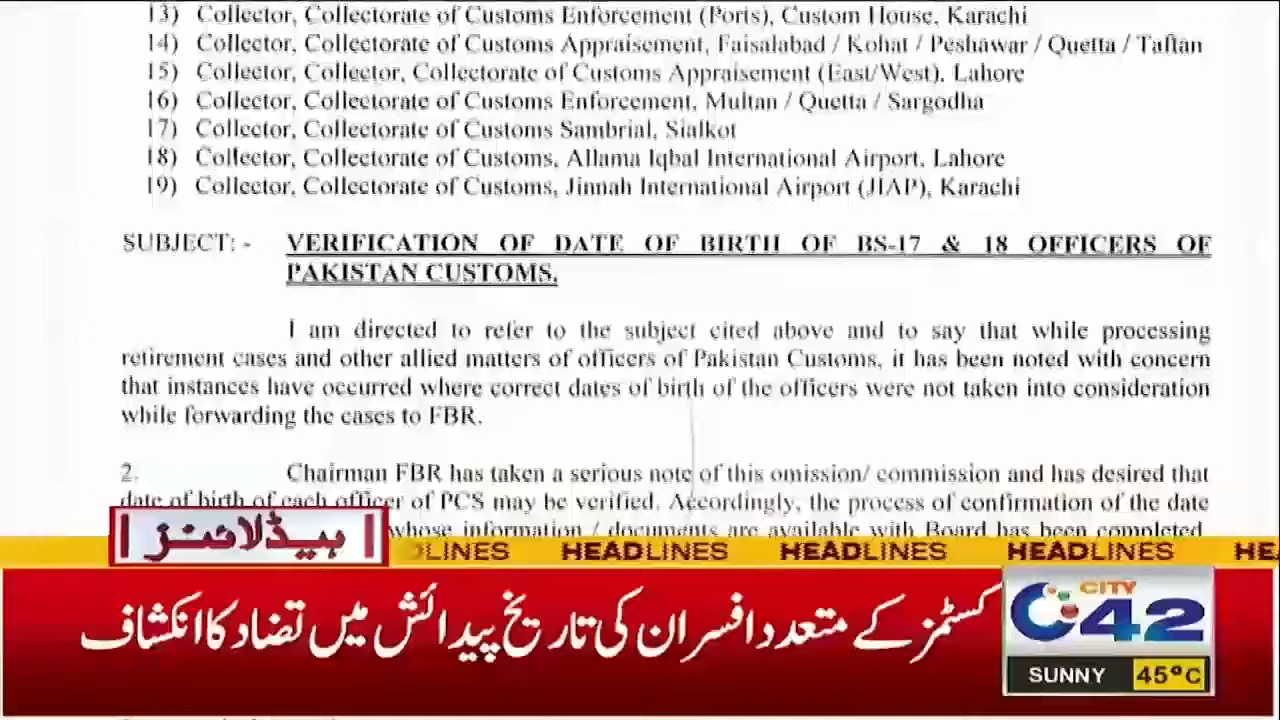 13) Collector, Collectorate of Customs Enforcement (Ports), Custom House, Karachi
14) Collector, Collectorate of Customs Appraisement, Faisalabad / Kohat / Peshawar / Quetta / Taftan
15) Collector, Collector, Collectorate of Customs Appraisement (East/West), Lahore
16) Collector, Collectorate of Customs Enforcement, Multan / Quetta / Sargodha
17) Collector, Collectorate of Customs Sambrial, Sialkot
18) Collector, Collectorate of Customs, Allama Iqbal International Airport, Lahore
19) Collector, Collectorate of Customs, Jinnah International Airport (JIAP), Karachi
SUBJECT: - VERIFICATION OF DATE OF BIRTH OF BS-17 & 18 OFFICERS OF
PAKISTAN CUSTOMS.
I am directed to refer to the subject cited above and to say that while processing
retirement cases and other allied matters of officers of Pakistan Customs, it has been noted with concern
that instances have occurred where correct dates of birth of the officers were not taken into consideration
while forwarding the cases to FBR.
2. Chairman FBR has taken a serious note of this omission/ commission and has desired that
date of birth of each officer of PCS may be verified. Accordingly, the process of confirmation of the date
whose information / documents are available with Board has been completed
ہیڈلائنز
DLINES HEADLINES HEADLINES HEADLINES HE
کسٹمز کے متعدد افسران کی تاریخ پیدائش میں تضاد کا انکشاف
CITY
42
SUNNY 45°C